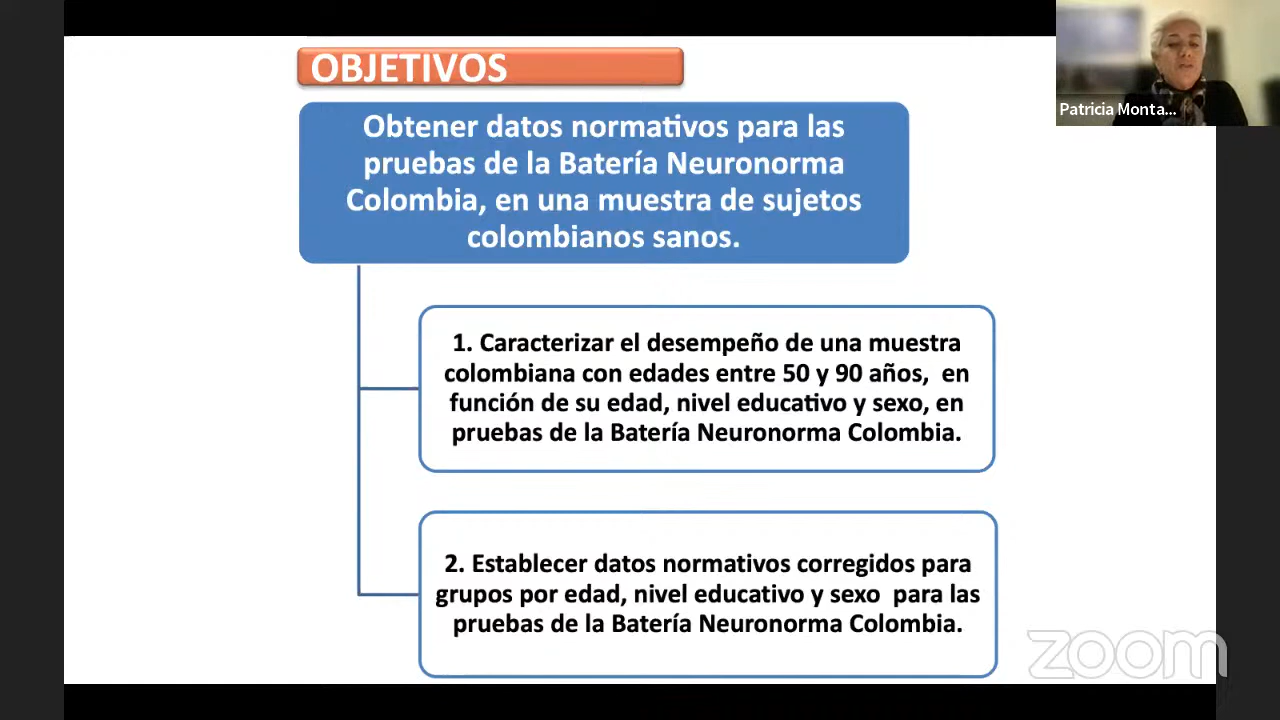 OBJETIVOS
Obtener datos normativos para las
pruebas de la Batería Neuronorma
Colombia, en una muestra de sujetos
colombianos sanos.
1. Caracterizar el desempeño de una muestra
colombiana con edades entre 50 y 90 años, en
función de su edad, nivel educativo y sexo, en
pruebas de la Batería Neuronorma Colombia.
2. Establecer datos normativos corregidos para
grupos por edad, nivel educativo y sexo para las
pruebas de la Batería Neuronorma Colombia.
Patricia Monta...
zoom